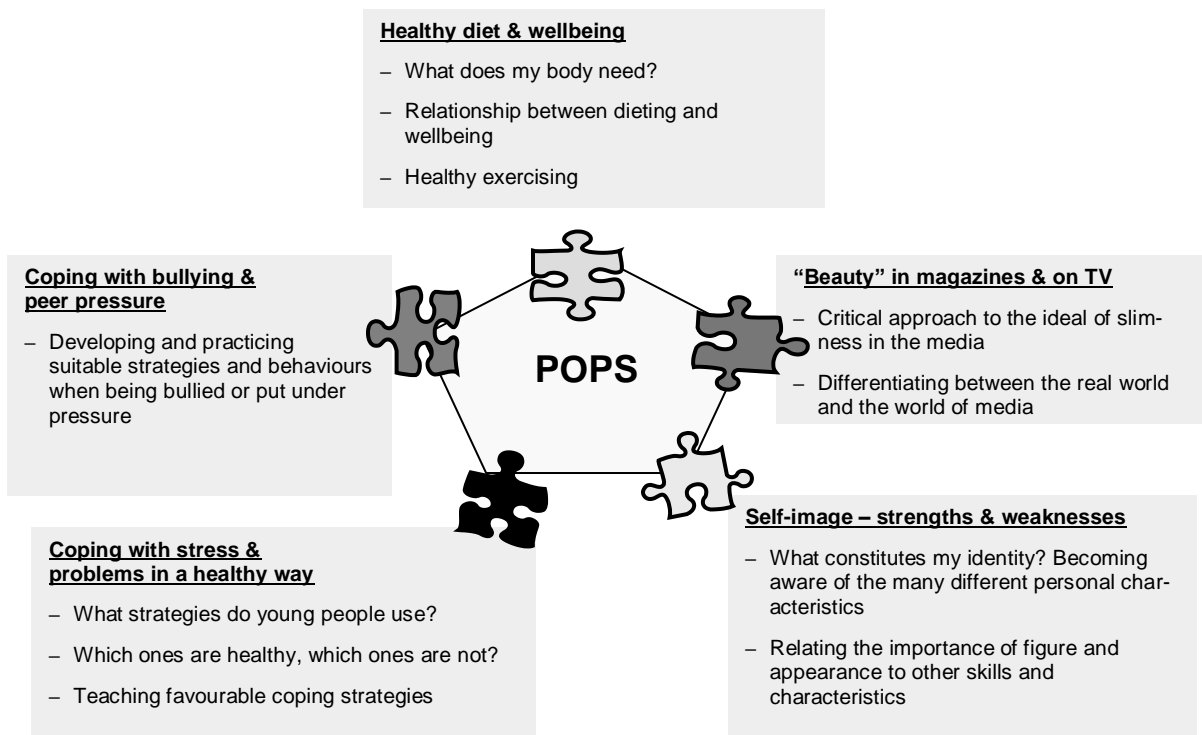 Healthy diet & wellbeing
– What does my body need?
– Relationship between dieting and
wellbeing
– Healthy exercising
Coping with bullying &
peer pressure
– Developing and practicing
suitable strategies and behaviours
when being bullied or put under
pressure
POPS
“Beauty” in magazines & on TV
– Critical approach to the ideal of slim-
ness in the media
– Differentiating between the real world
and the world of media
Coping with stress &
problems in a healthy way
– What strategies do young people use?
– Which ones are healthy, which ones are not?
– Teaching favourable coping strategies
Self-image – strengths & weaknesses
– What constitutes my identity? Becoming
aware of the many different personal char-
acteristics
– Relating the importance of figure and
appearance to other skills and
characteristics